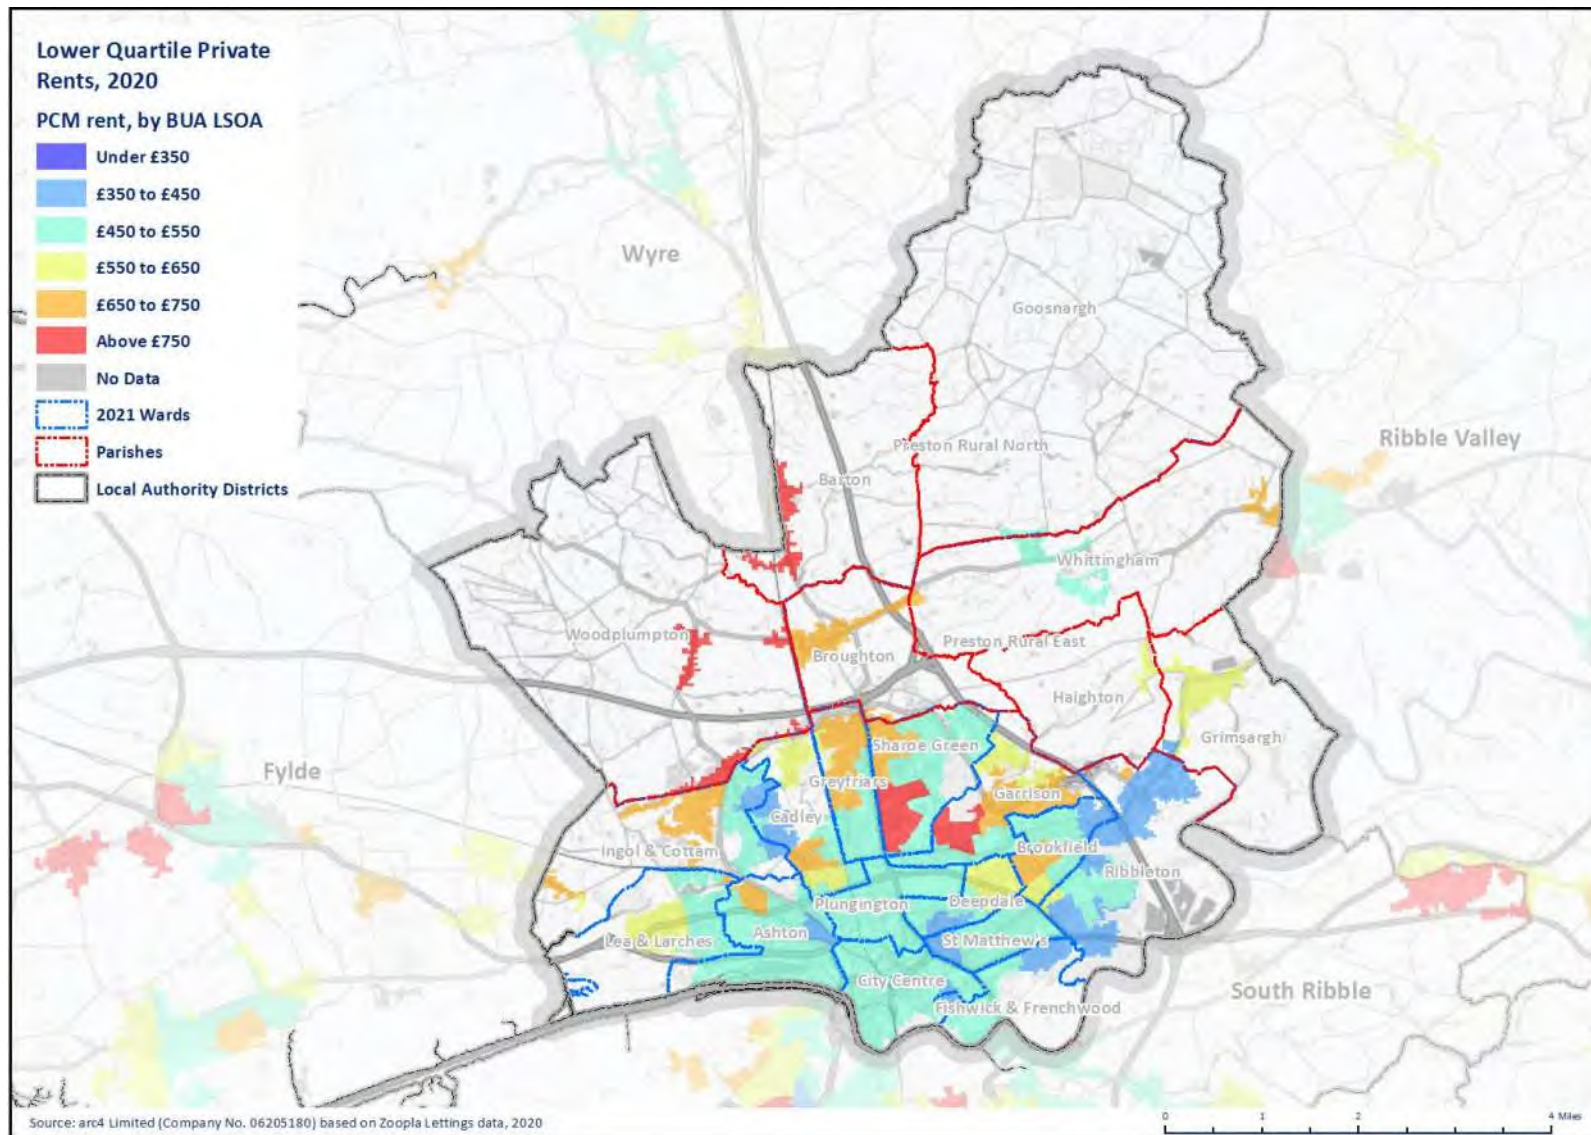 Lower Quartile Private
Rents, 2020
PCM rent, by BUA LSOA
Under £350
£350 to £450
£450 to £550
£550 to £650
£650 to £750
Above £750
No Data
2021 Wards
Parishes
Local Authority Districts
Wyre
Goosnargh
Ribble Valley
Preston Rural North
Barton
Whittingham
Woodplumpton
Broughton
Preston Rural East
Haighton
Grimsargh
Sharoe Green
Fylde
Greyfriars
Garrison
Cadley
Ingol & Cottam
Brookfield
Ribbleton
Plungington
Deepdale
Lea & Larches
Ashton
St Matthew's
City Centre
South Ribble
Fishwick & Frenchwood
Source: arc4 Limited (Company No. 06205180) based on Zoopla Lettings data, 2020
0 1 2 4 Miles